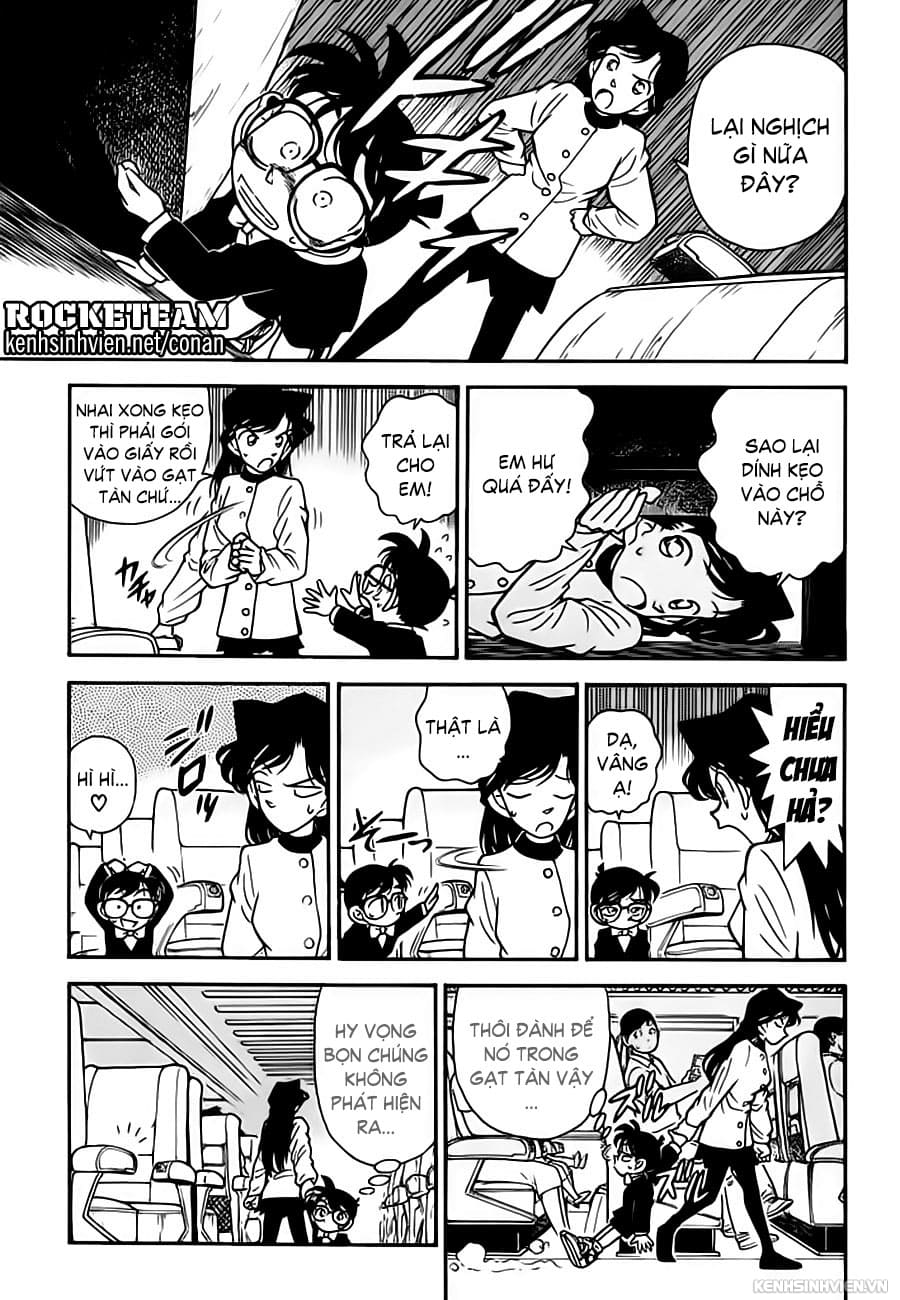 LẠI NGHỊCH
GÌ NỮA
ĐÂY?
ROCKETEAM
kenhsinhvien.net/conan
SAO LẠI
DÍNH KẸO
VÀO CHỖ
NÀY?
EM HƯ
QUÁ ĐẤY!
TRẢ LẠI
CHO
EM!
NHAI XONG KẸO
THÌ PHẢI GÓI
VÀO GIẤY RỒI
VỨT VÀO GẠT
TÀN CHỨ...
HIỂU
CHƯA
HẢ?
DẠ,
VÂNG
Ạ!
THẬT LÀ
...
HÌ HÌ...
♡
THÔI ĐÀNH ĐỂ
NÓ TRONG
GẠT TÀN VẬY
...
HY VỌNG
BỌN CHÚNG
KHÔNG
PHÁT HIỆN
RA...
KENHSINHVIEN.VN